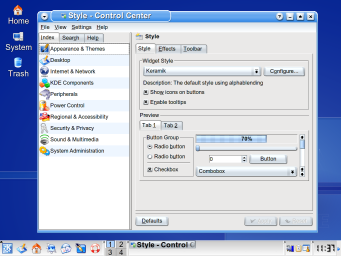 Home
System
Trash
Style - Control Center
File View Settings Help
Index Search Help
Appearance & Themes
Desktop
Internet & Network
KDE Components
Peripherals
Power Control
Regional & Accessibility
Security & Privacy
Sound & Multimedia
System Administration
Style
Style Effects Toolbar
Widget Style
Keramik
Configure...
Description: The default style using alphablending
Show icons on buttons
Enable tooltips
Preview
Tab 1 Tab 2
Button Group
Radio button
Radio button
Checkbox
70%
0
Button
Combobox
Defaults
1 2
3 4
Style - Control
11:31